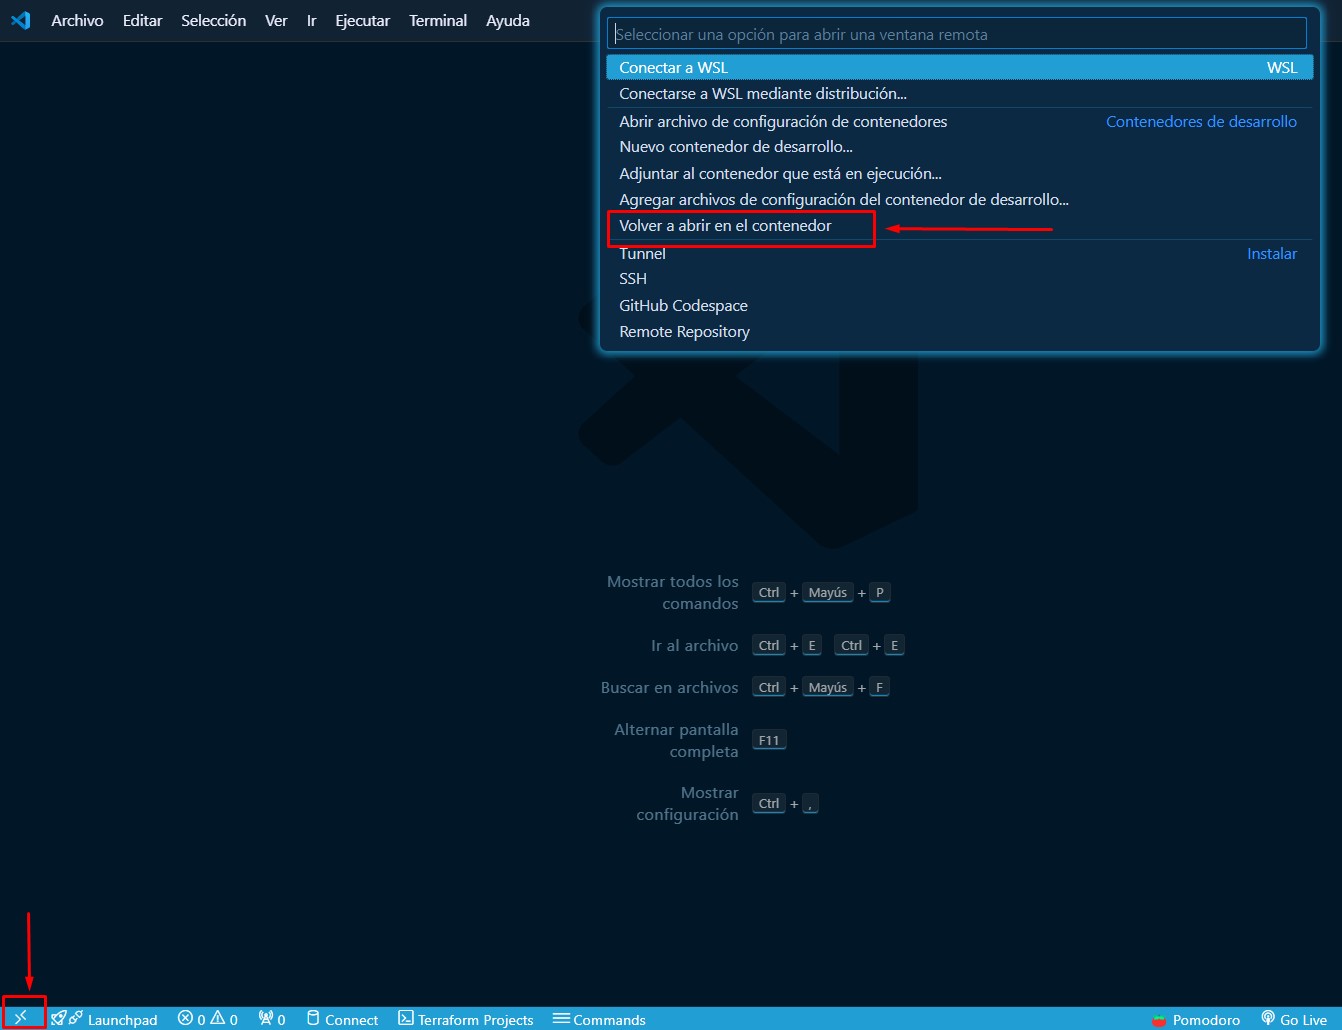 Archivo Editar Selección Ver Ir Ejecutar Terminal Ayuda
Seleccionar una opción para abrir una ventana remota
Conectar a WSL WSL
Conectarse a WSL mediante distribución...
Abrir archivo de configuración de contenedores Contenedores de desarrollo
Nuevo contenedor de desarrollo...
Adjuntar al contenedor que está en ejecución...
Agregar archivos de configuración del contenedor de desarrollo...
Volver a abrir en el contenedor
Tunnel Instalar
SSH
GitHub Codespace
Remote Repository
Mostrar todos los
comandos Ctrl + Mayús + P
Ir al archivo Ctrl + E Ctrl + E
Buscar en archivos Ctrl + Mayús + F
Alternar pantalla
completa F11
Mostrar
configuración Ctrl + ,
Launchpad 0 0 0 Connect Terraform Projects Commands Pomodoro Go Live